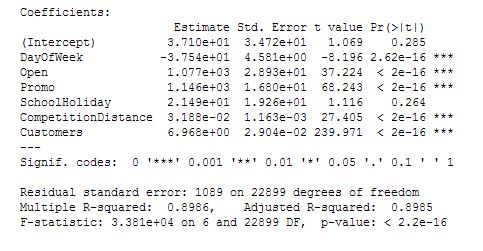 Coefficients:
Estimate Std. Error t value Pr(>|t|)
(Intercept) 3.710e+01 3.472e+01 1.069 0.285
DayOfWeek -3.754e+01 4.581e+00 -8.196 2.62e-16 ***
Open 1.077e+03 2.893e+01 37.224 < 2e-16 ***
Promo 1.146e+03 1.680e+01 68.243 < 2e-16 ***
SchoolHoliday 2.149e+01 1.926e+01 1.116 0.264
CompetitionDistance 3.188e-02 1.163e-03 27.405 < 2e-16 ***
Customers 6.968e+00 2.904e-02 239.971 < 2e-16 ***
---
Signif. codes: 0 '***' 0.001 '**' 0.01 '*' 0.05 '.' 0.1 ' ' 1
Residual standard error: 1089 on 22899 degrees of freedom
Multiple R-squared: 0.8986, Adjusted R-squared: 0.8985
F-statistic: 3.381e+04 on 6 and 22899 DF, p-value: < 2.2e-16